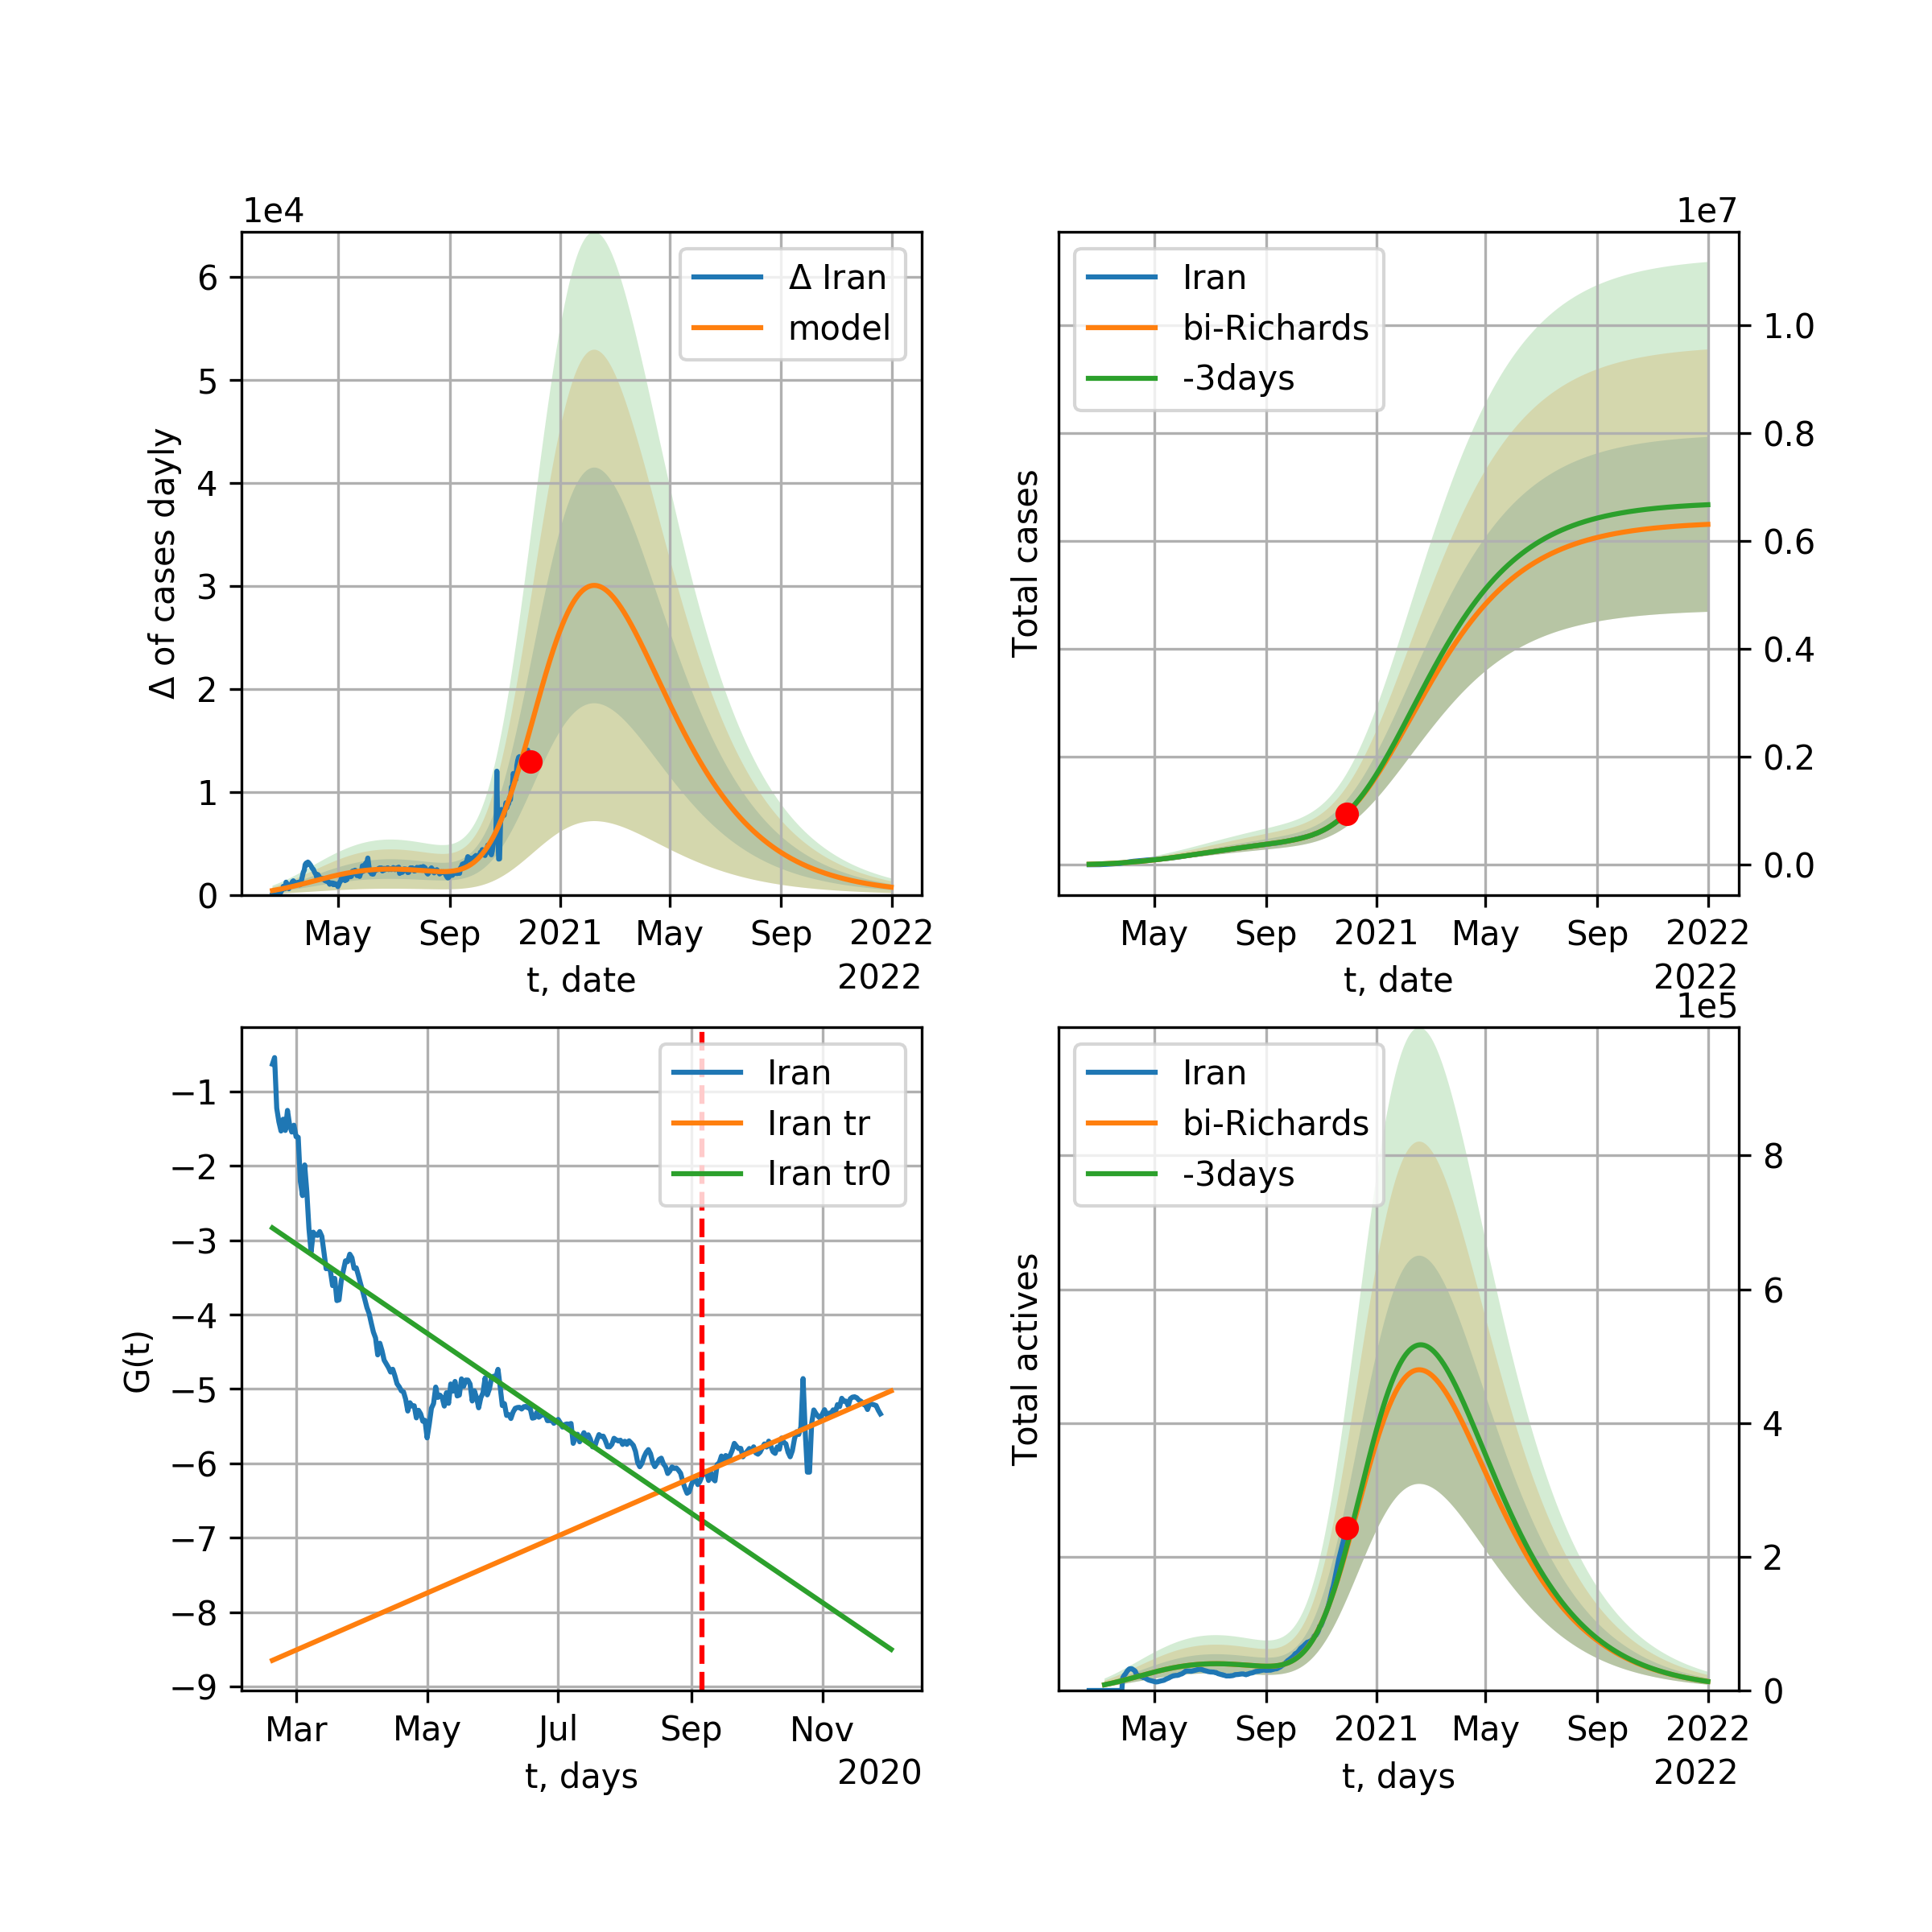 1e4
6
5
4
3
2
1
0
Δ of cases dayly
Δ Iran
model
May Sep 2021 May Sep 2022
t, date
2022
1e7
Iran
bi-Richards
-3days
Total cases
1.0
0.8
0.6
0.4
0.2
0.0
May Sep 2021 May Sep 2022
t, date
2022
−1
−2
−3
−4
−5
−6
−7
−8
−9
G(t)
Iran
Iran tr
Iran tr0
Mar May Jul Sep Nov
t, days
2020
1e5
Iran
bi-Richards
-3days
Total actives
8
6
4
2
0
May Sep 2021 May Sep 2022
t, days
2022